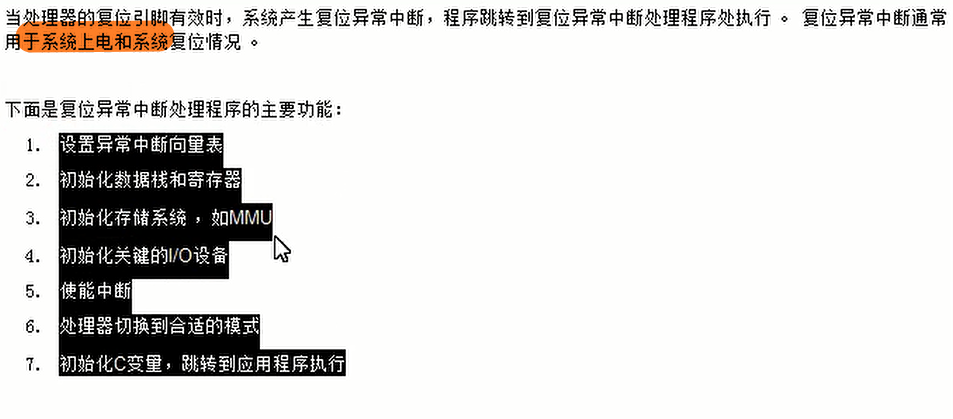 当处理器的复位引脚有效时，系统产生复位异常中断，程序跳转到复位异常中断处理程序处执行 。 复位异常中断通常
用于系统上电和系统复位情况 。
下面是复位异常中断处理程序的主要功能：
1. 设置异常中断向量表
2. 初始化数据栈和寄存器
3. 初始化存储系统 ，如MMU
4. 初始化关键的I/O设备
5. 使能中断
6. 处理器切换到合适的模式
7. 初始化C变量，跳转到应用程序执行